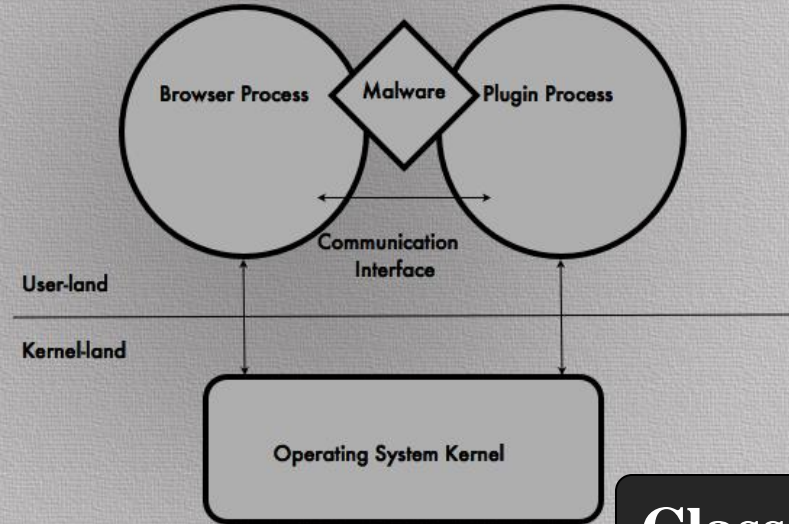 Browser Process
Malware
Plugin Process
Communication
Interface
User-land
Kernel-land
Operating System Kernel